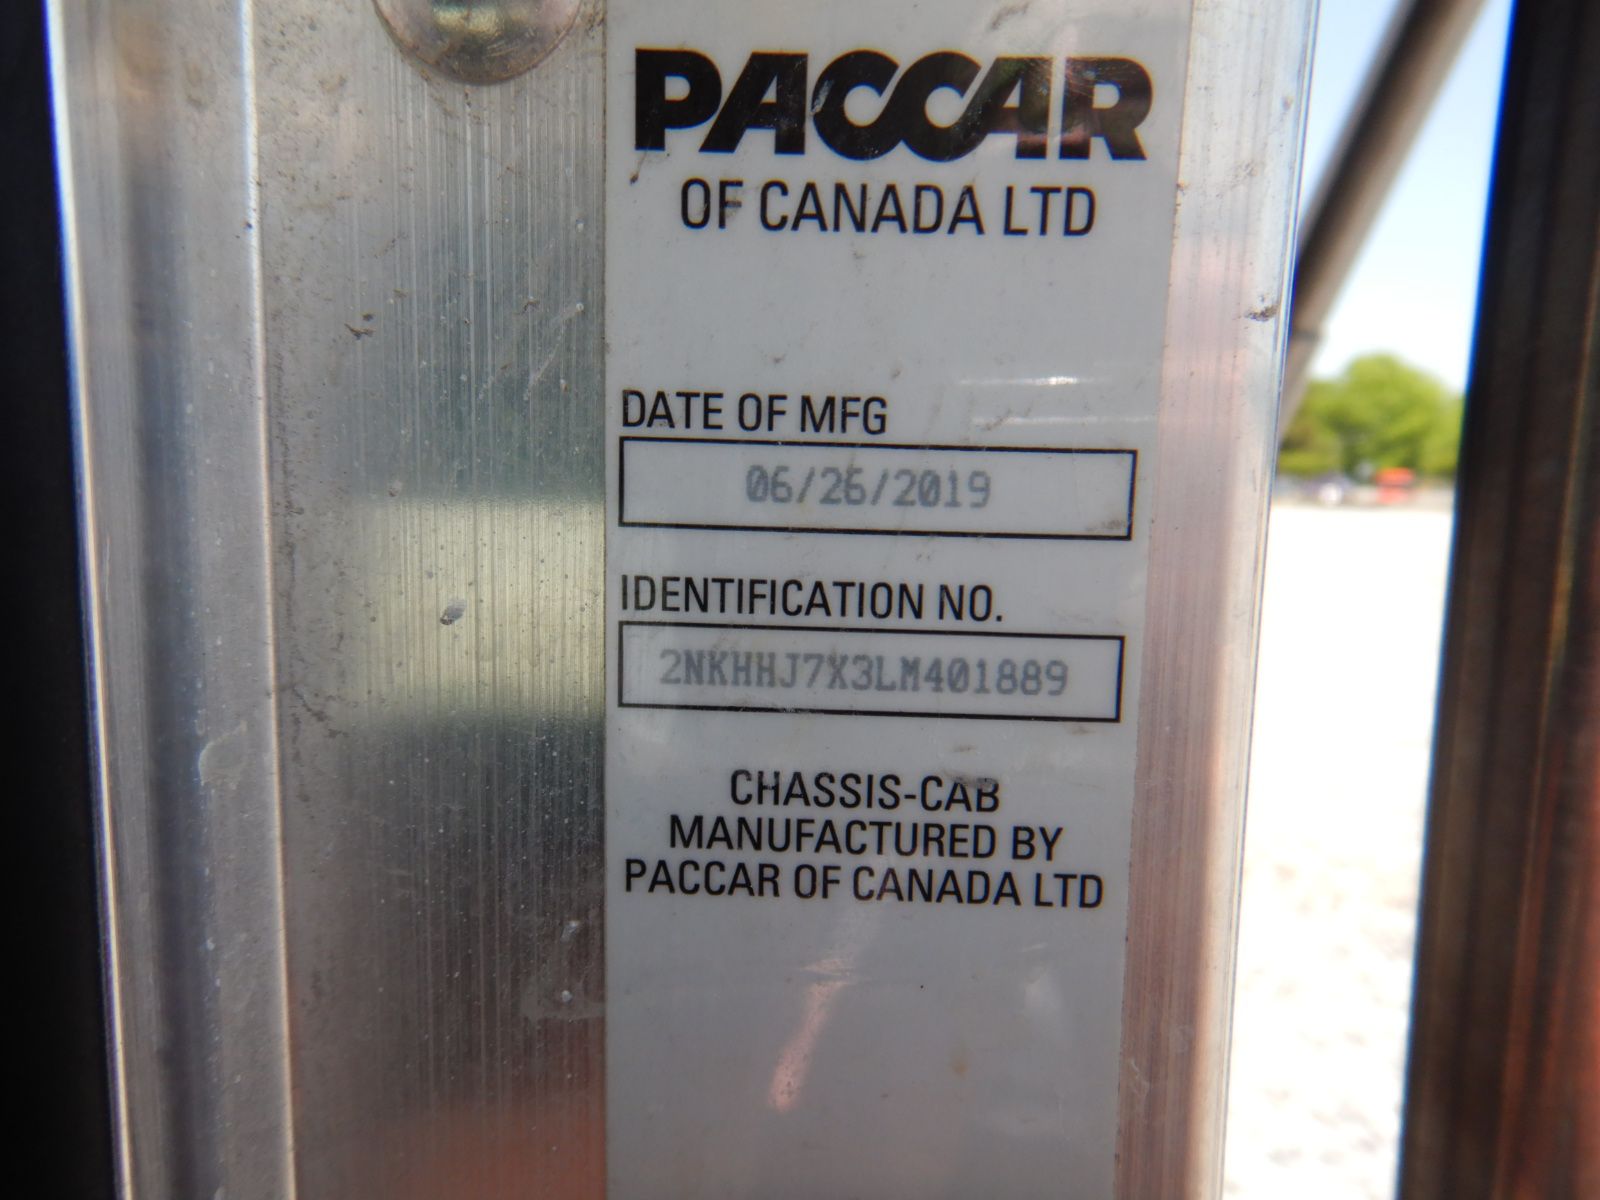 PACCAR
OF CANADA LTD
DATE OF MFG
06/26/2019
IDENTIFICATION NO.
2NKHHJ7X3LM401889
CHASSIS-CAB
MANUFACTURED BY
PACCAR OF CANADA LTD